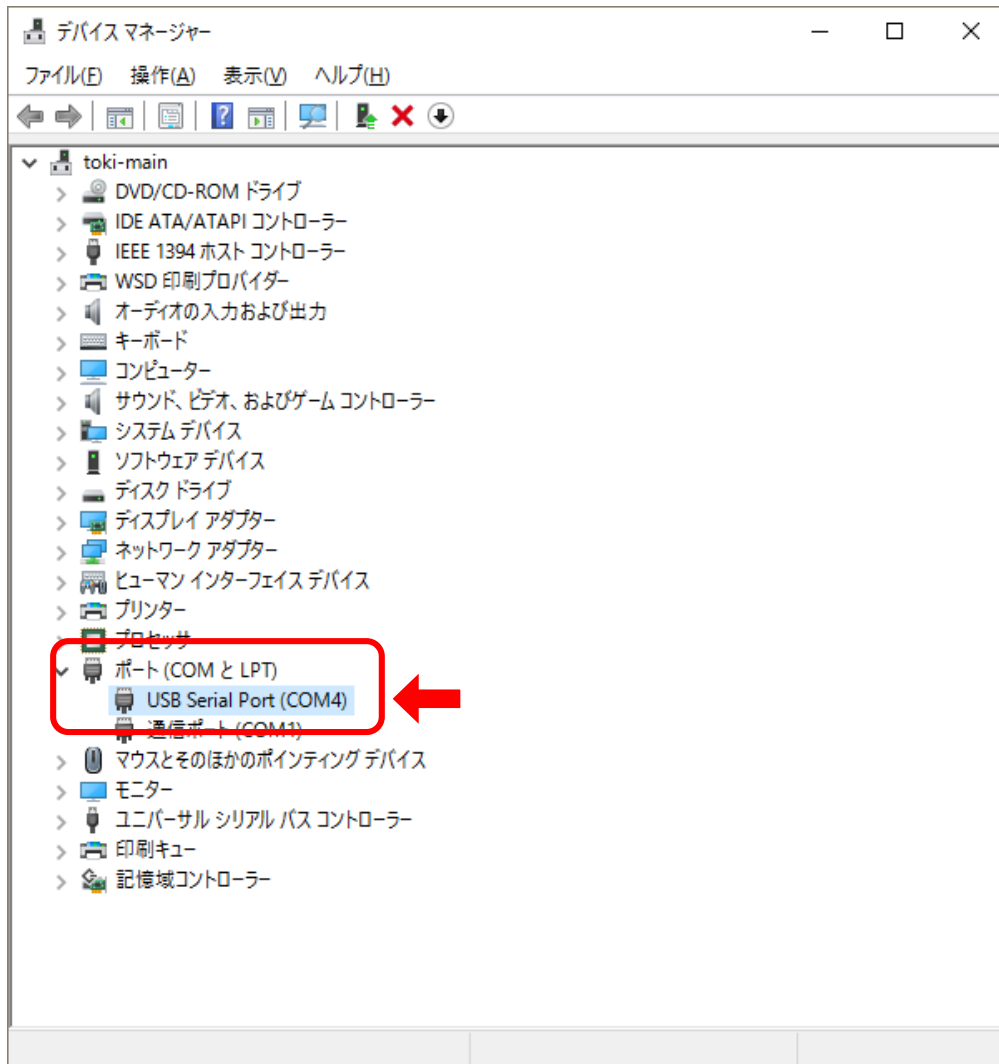 デバイス マネージャー
ファイル(F) 操作(A) 表示(V) ヘルプ(H)
toki-main
DVD/CD-ROM ドライブ
IDE ATA/ATAPI コントローラー
IEEE 1394 ホスト コントローラー
WSD 印刷プロバイダー
オーディオの入力および出力
キーボード
コンピューター
サウンド、ビデオ、およびゲーム コントローラー
システム デバイス
ソフトウェア デバイス
ディスク ドライブ
ディスプレイ アダプター
ネットワーク アダプター
ヒューマン インターフェイス デバイス
プリンター
プロセッサ
ポート (COM と LPT)
USB Serial Port (COM4)
通信ポート (COM1)
マウスとそのほかのポインティング デバイス
モニター
ユニバーサル シリアル バス コントローラー
印刷キュー
記憶域コントローラー